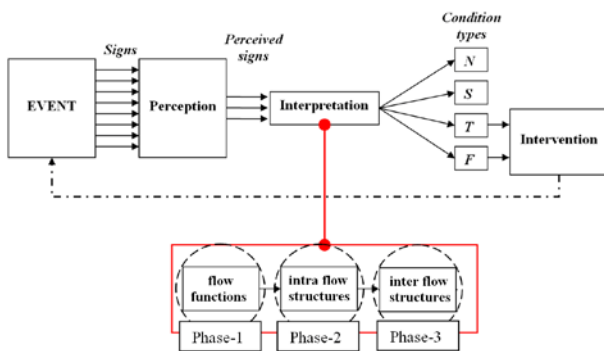 Condition
types
Perceived
signs
Signs
N
EVENT
Perception
Interpretation
S
T
Intervention
F
flow
functions
intra flow
structures
inter flow
structures
Phase-1
Phase-2
Phase-3